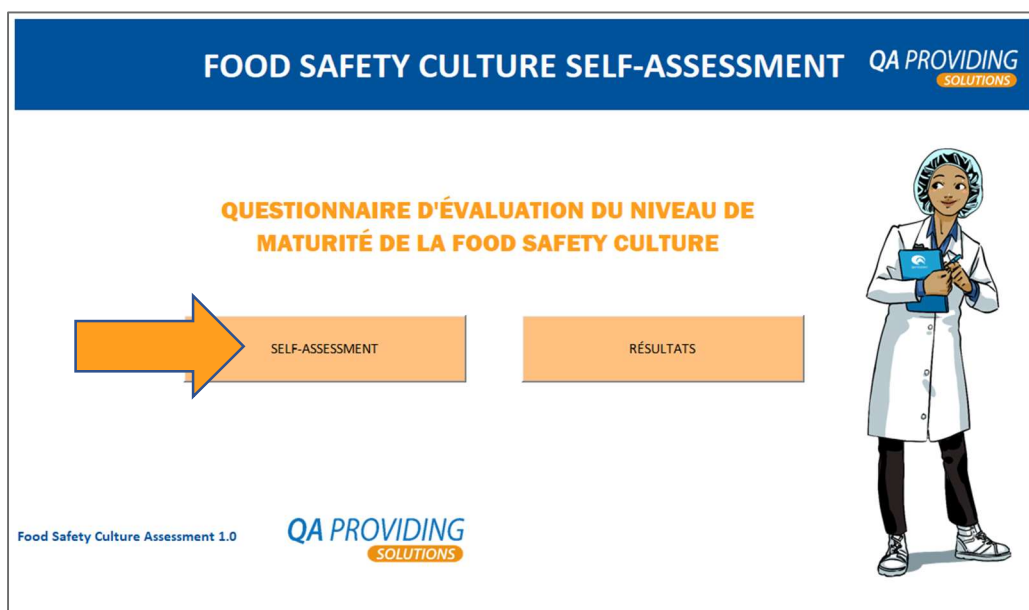 FOOD SAFETY CULTURE SELF-ASSESSMENT
QA PROVIDING
SOLUTIONS
QUESTIONNAIRE D'ÉVALUATION DU NIVEAU DE
MATURITÉ DE LA FOOD SAFETY CULTURE
SELF-ASSESSMENT
RÉSULTATS
Food Safety Culture Assessment 1.0
QA PROVIDING
SOLUTIONS